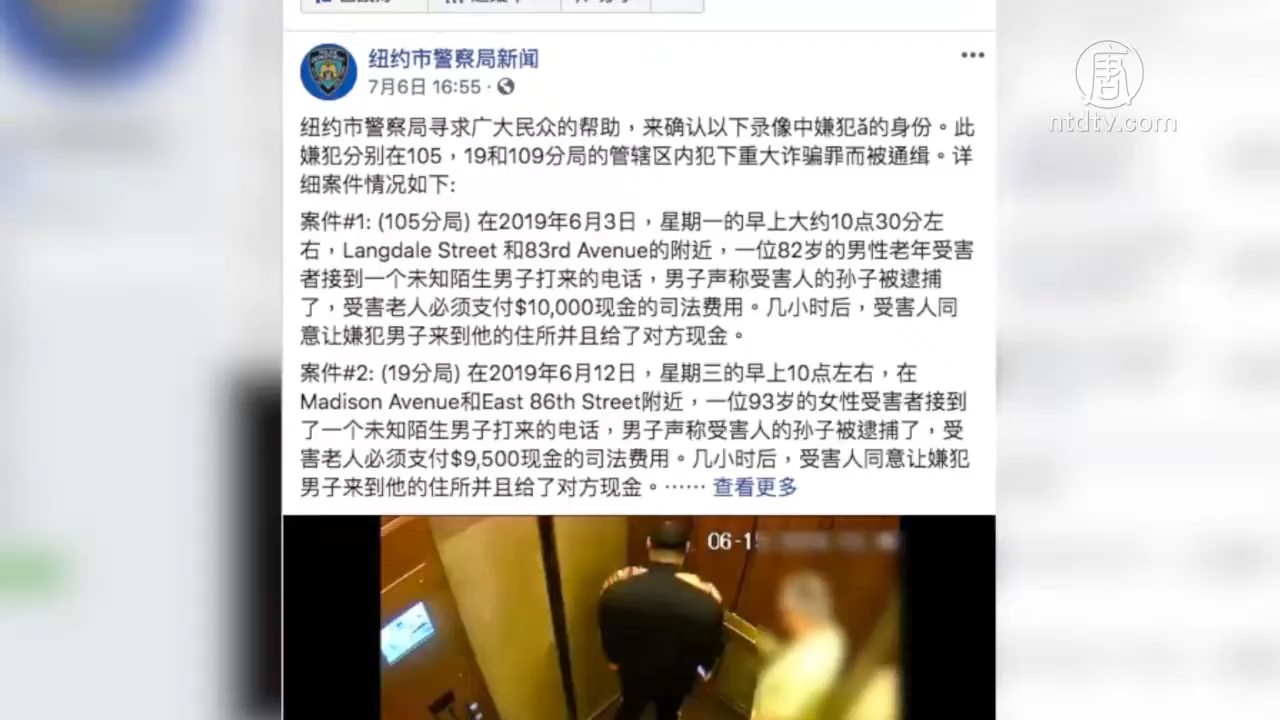 纽约市警察局新闻
7月6日 16:55 ·
唐
ntdtv.com
纽约市警察局寻求广大民众的帮助，来确认以下录像中嫌犯ă的身份。此
嫌犯分别在105，19和109分局的管辖区内犯下重大诈骗罪而被通缉。详
细案件情况如下:
案件#1: (105分局) 在2019年6月3日，星期一的早上大约10点30分左
右，Langdale Street 和83rd Avenue的附近，一位82岁的男性老年受害
者接到一个未知陌生男子打来的电话，男子声称受害人的孙子被逮捕
了，受害老人必须支付$10,000现金的司法费用。几小时后，受害人同
意让嫌犯男子来到他的住所并且给了对方现金。
案件#2: (19分局) 在2019年6月12日，星期三的早上10点左右，在
Madison Avenue和East 86th Street附近，一位93岁的女性受害者接到
了一个未知陌生男子打来的电话，男子声称受害人的孙子被逮捕了，受
害老人必须支付$9,500现金的司法费用。几小时后，受害人同意让嫌犯
男子来到他的住所并且给了对方现金。⋯⋯ 查看更多
06-15